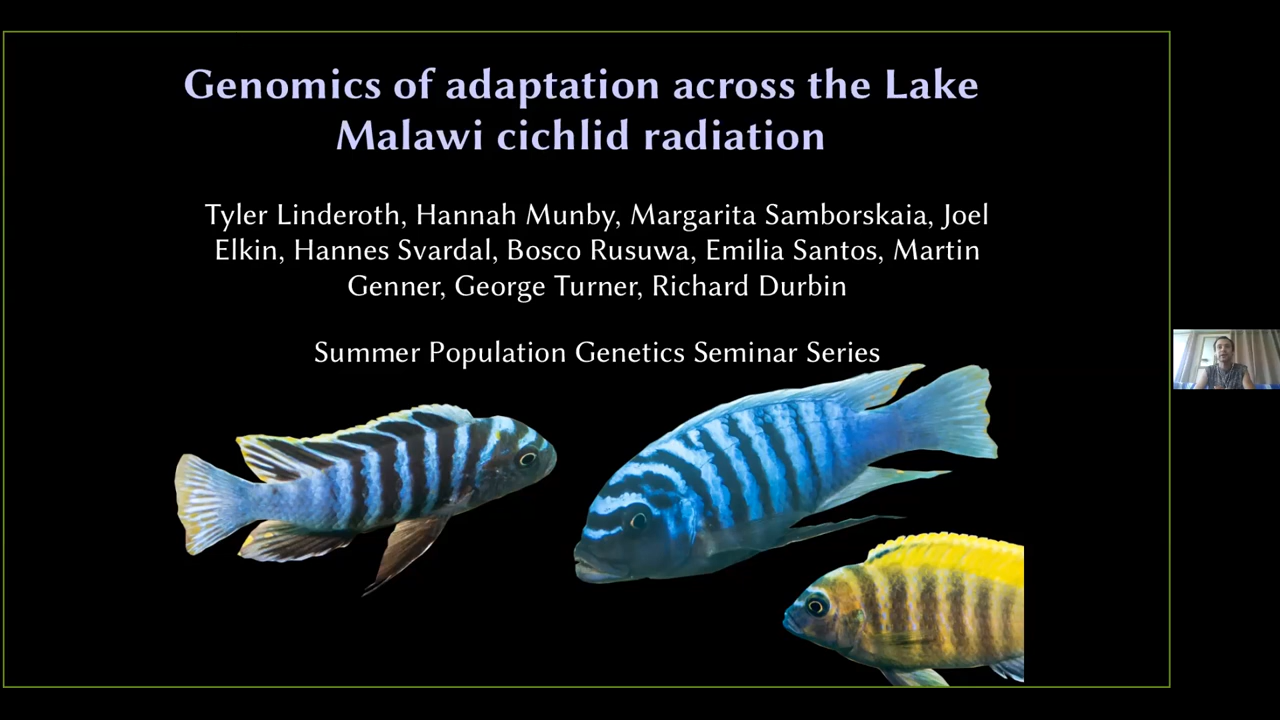 Genomics of adaptation across the Lake
Malawi cichlid radiation
Tyler Linderoth, Hannah Munby, Margarita Samborskaia, Joel
Elkin, Hannes Svardal, Bosco Rusuwa, Emilia Santos, Martin
Genner, George Turner, Richard Durbin
Summer Population Genetics Seminar Series